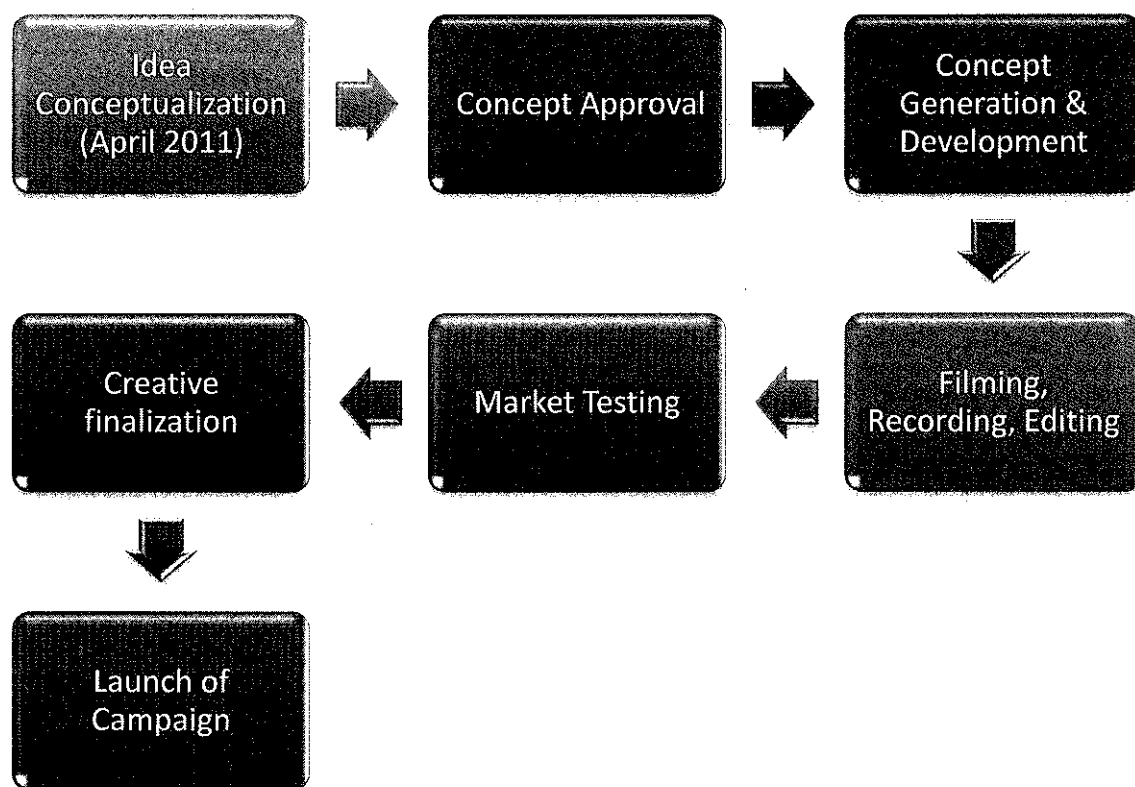 Idea
Conceptualization
(April 2011)
Concept Approval
Concept
Generation &
Development
Filming,
Recording, Editing
Market Testing
Creative
finalization
Launch of
Campaign